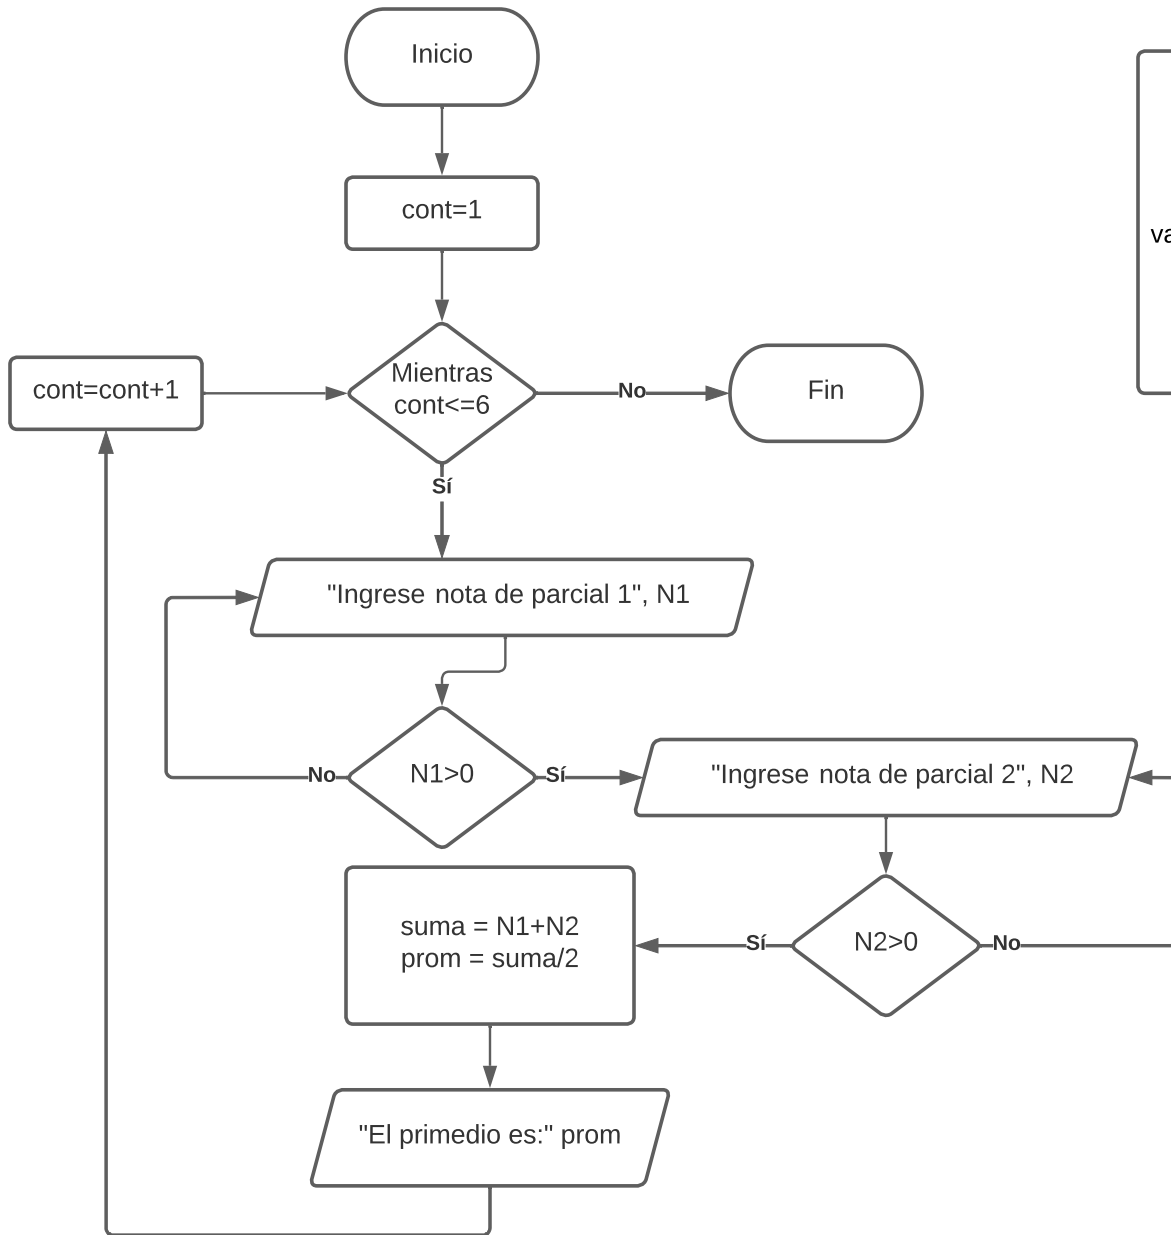 Inicio
cont=1
Mientras
cont<=6
cont=cont+1
No
Fin
Sí
"Ingrese nota de parcial 1", N1
No
N1>0
Sí
"Ingrese nota de parcial 2", N2
suma = N1+N2
prom = suma/2
Sí
N2>0
No
"El primedio es:" prom